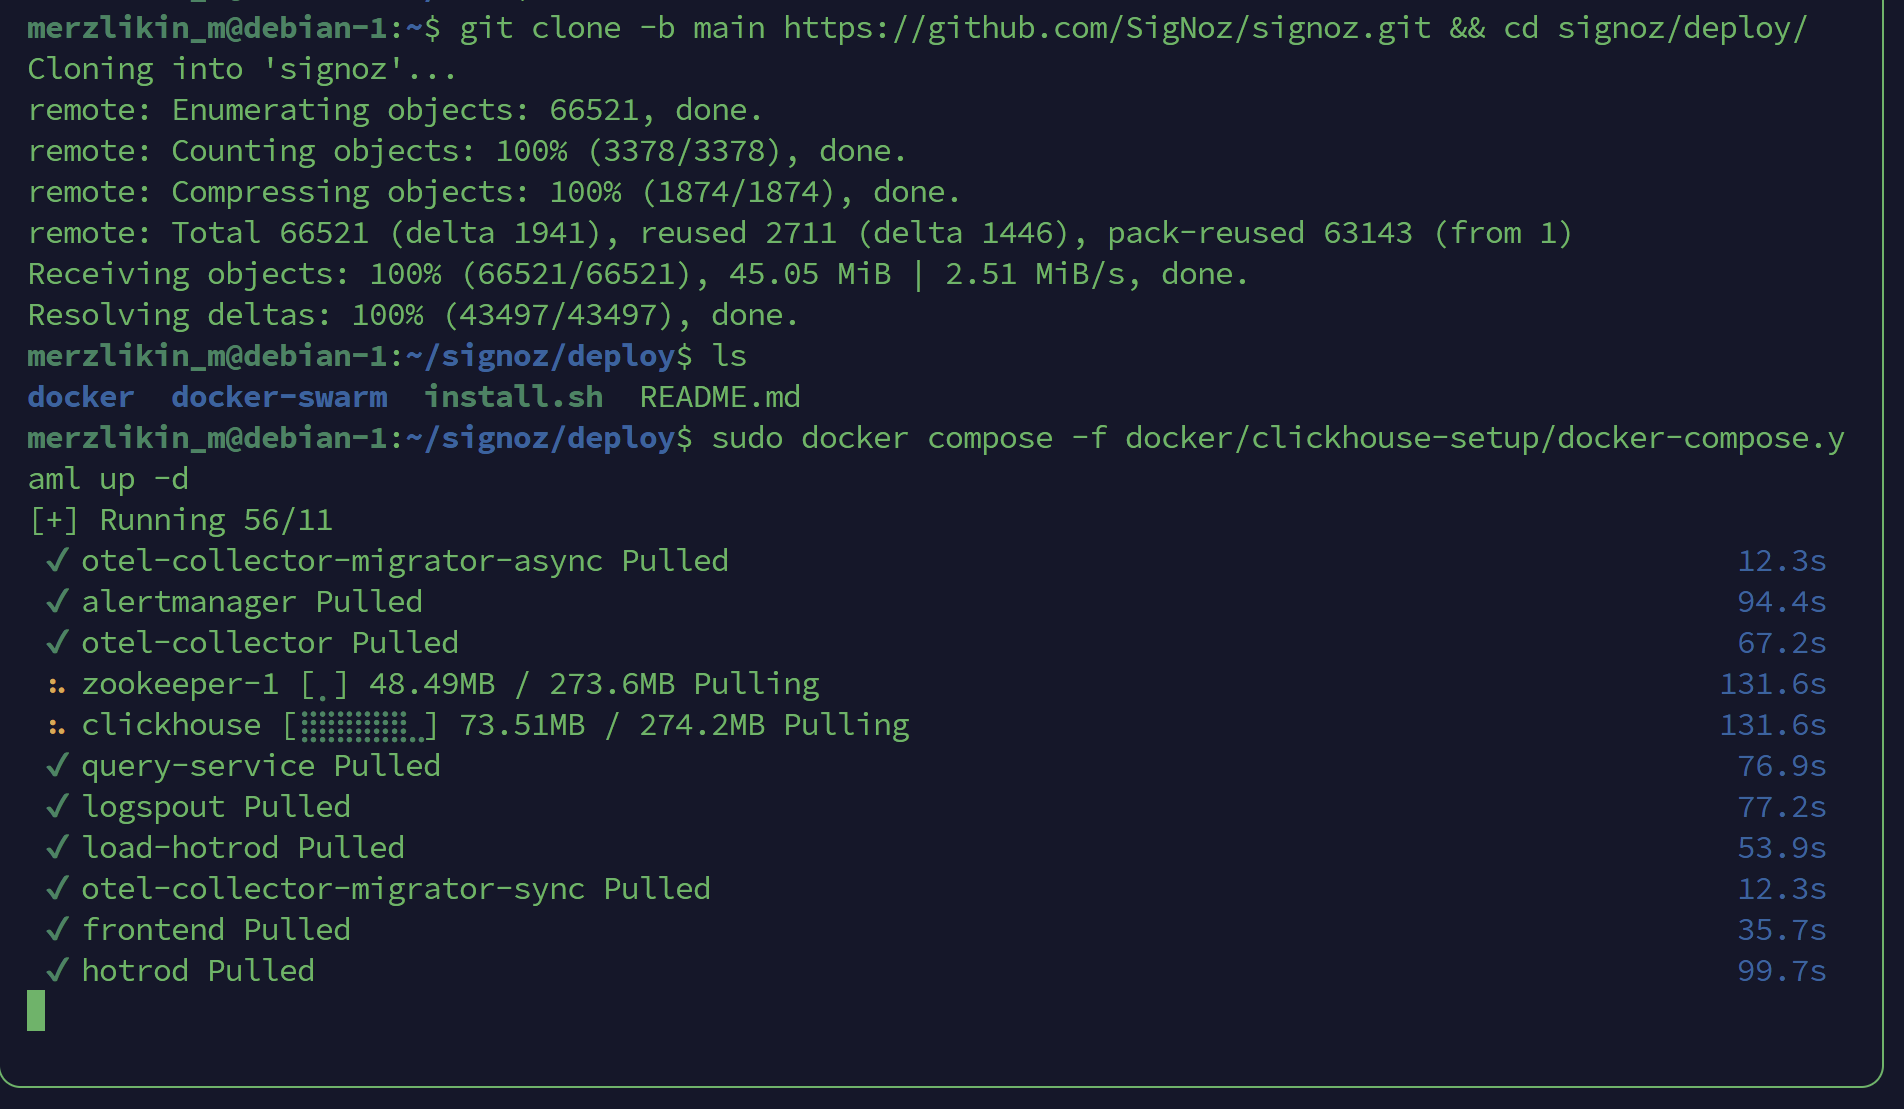 merzlikin_m@debian-1:~$ git clone -b main https://github.com/SigNoz/signoz.git && cd signoz/deploy/
Cloning into 'signoz'...
remote: Enumerating objects: 66521, done.
remote: Counting objects: 100% (3378/3378), done.
remote: Compressing objects: 100% (1874/1874), done.
remote: Total 66521 (delta 1941), reused 2711 (delta 1446), pack-reused 63143 (from 1)
Receiving objects: 100% (66521/66521), 45.05 MiB | 2.51 MiB/s, done.
Resolving deltas: 100% (43497/43497), done.
merzlikin_m@debian-1:~/signoz/deploy$ ls
docker  docker-swarm  install.sh  README.md
merzlikin_m@debian-1:~/signoz/deploy$ sudo docker compose -f docker/clickhouse-setup/docker-compose.y
aml up -d
[+] Running 56/11
 ✓ otel-collector-migrator-async Pulled 12.3s
 ✓ alertmanager Pulled 94.4s
 ✓ otel-collector Pulled 67.2s
 ⠦ zookeeper-1 [⡀] 48.49MB / 273.6MB Pulling 131.6s
 ⠦ clickhouse [⣿⣿⣿⣿⣿⣿⣀] 73.51MB / 274.2MB Pulling 131.6s
 ✓ query-service Pulled 76.9s
 ✓ logspout Pulled 77.2s
 ✓ load-hotrod Pulled 53.9s
 ✓ otel-collector-migrator-sync Pulled 12.3s
 ✓ frontend Pulled 35.7s
 ✓ hotrod Pulled 99.7s